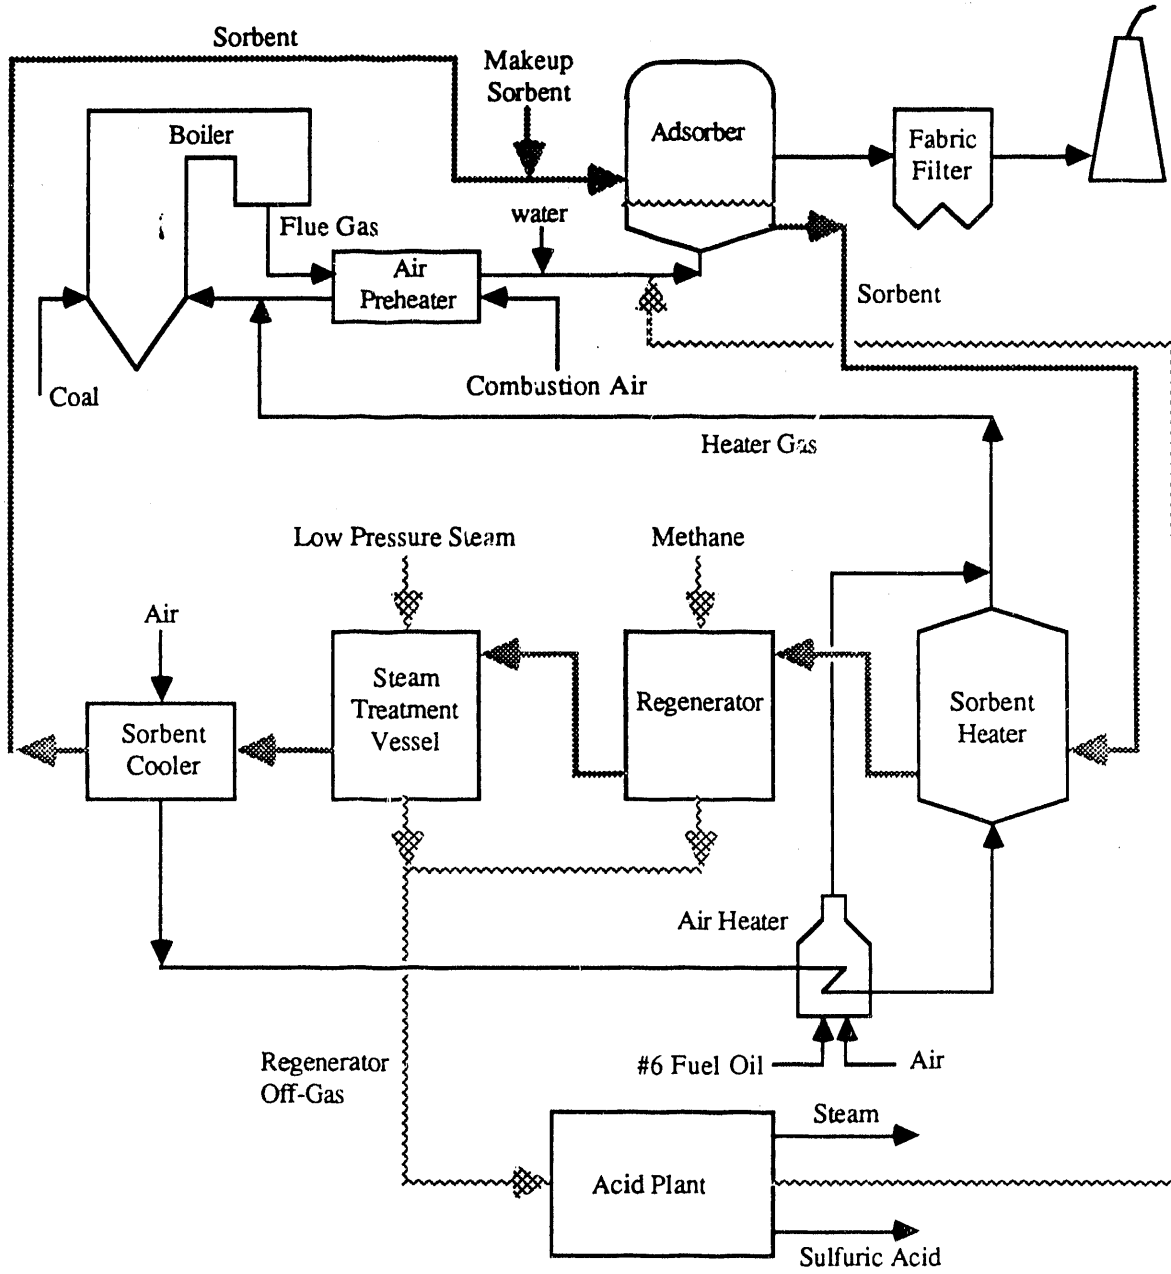 Sorbent
Makeup
Sorbent
Boiler
Adsorber
Fabric
Filter
water
Flue Gas
Air
Preheater
Sorbent
Coal
Combustion Air
Heater Gas
Low Pressure Steam
Methane
Air
Steam
Treatment
Vessel
Regenerator
Sorbent
Heater
Sorbent
Cooler
Air Heater
Regenerator
Off-Gas
#6 Fuel Oil
Air
Steam
Acid Plant
Sulfuric Acid